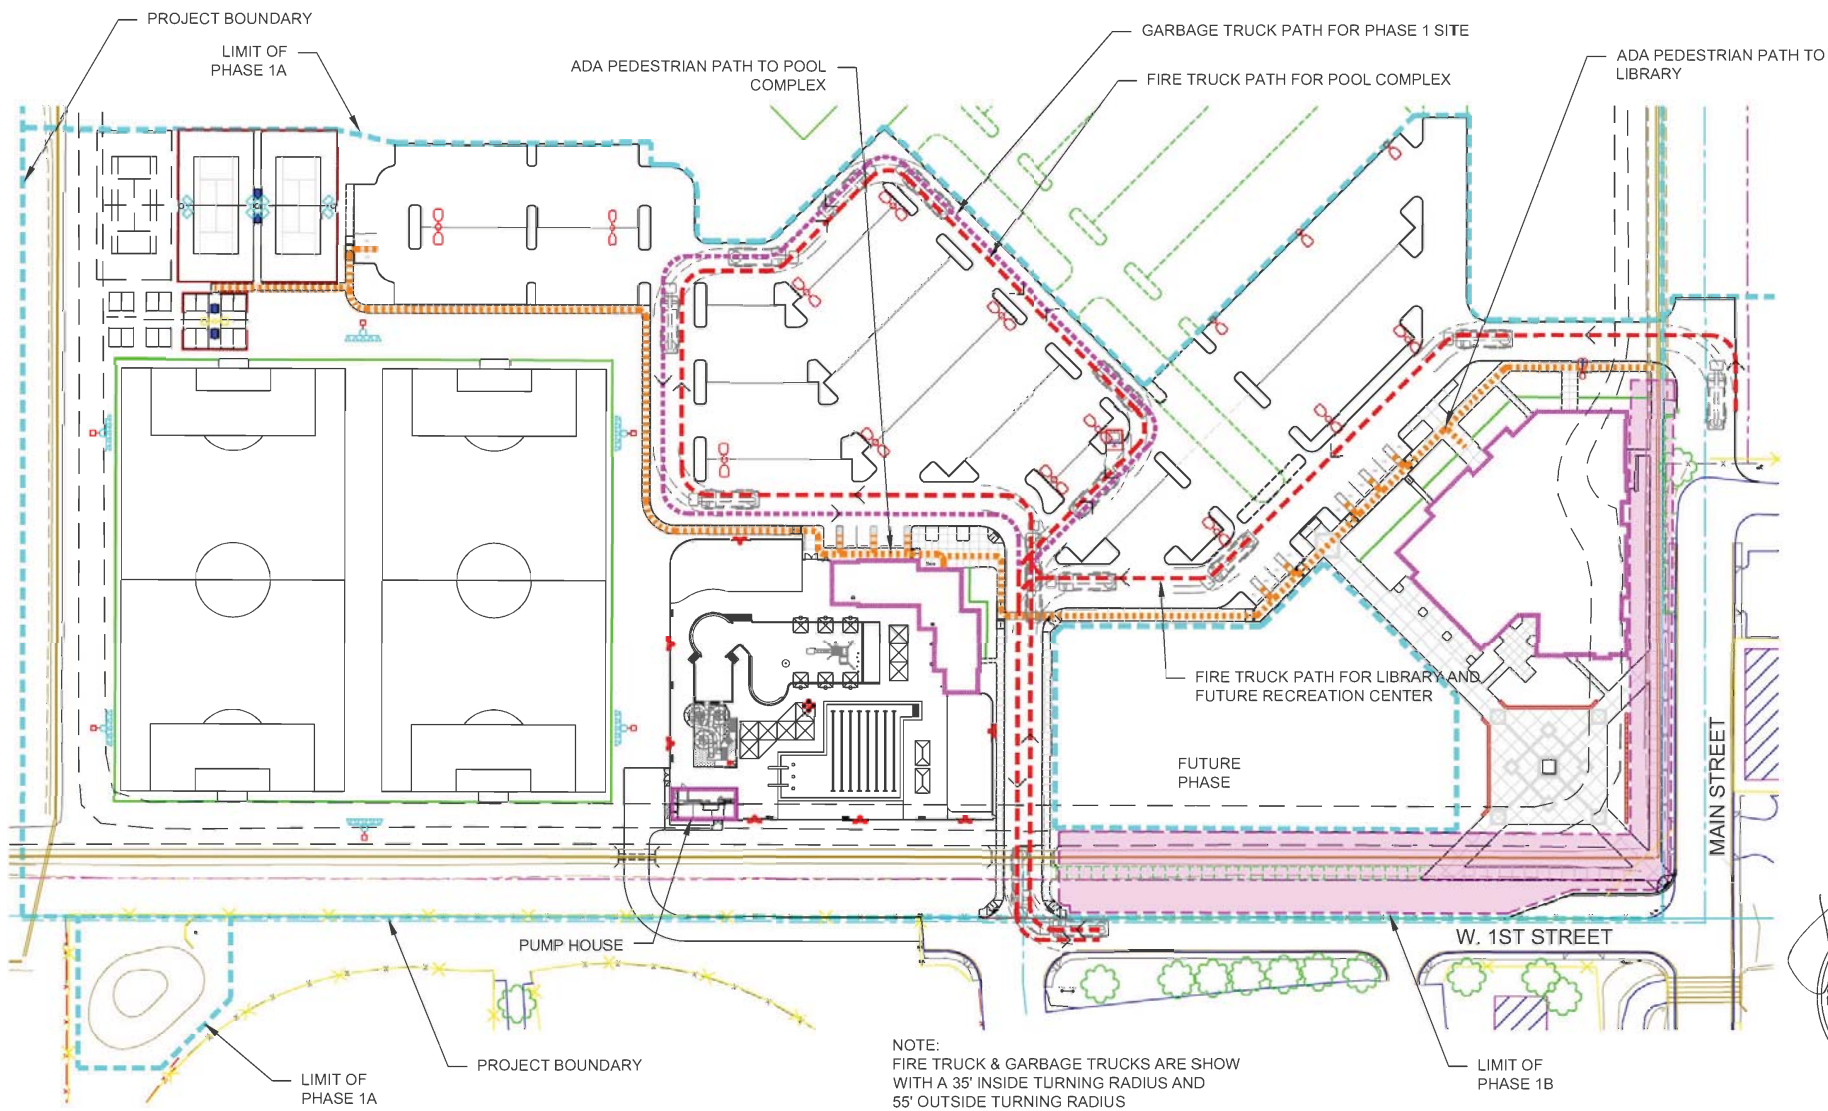 PROJECT BOUNDARY
LIMIT OF
PHASE 1A
ADA PEDESTRIAN PATH TO POOL
COMPLEX
GARBAGE TRUCK PATH FOR PHASE 1 SITE
FIRE TRUCK PATH FOR POOL COMPLEX
ADA PEDESTRIAN PATH TO
LIBRARY
FIRE TRUCK PATH FOR LIBRARY AND
FUTURE RECREATION CENTER
FUTURE
PHASE
MAIN STREET
PUMP HOUSE
W. 1ST STREET
PROJECT BOUNDARY
LIMIT OF
PHASE 1A
NOTE:
FIRE TRUCK & GARBAGE TRUCKS ARE SHOW
WITH A 35' INSIDE TURNING RADIUS AND
55' OUTSIDE TURNING RADIUS
LIMIT OF
PHASE 1B